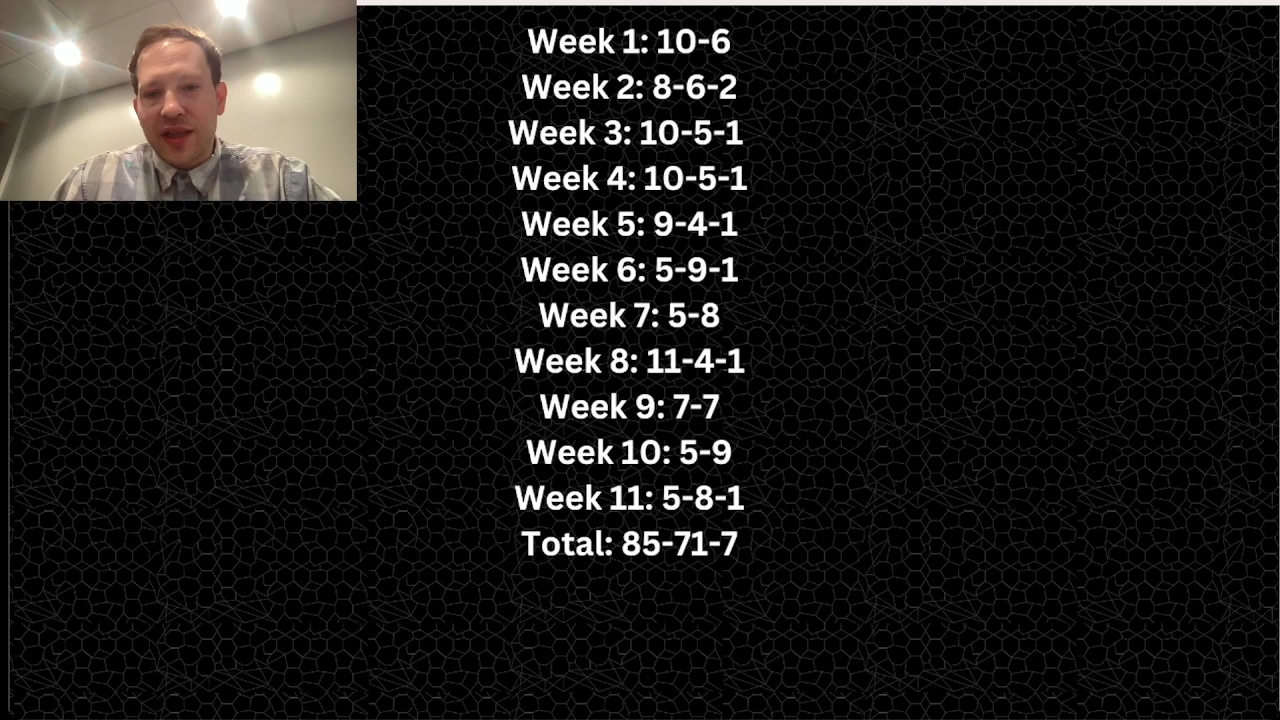 Week 1: 10-6
Week 2: 8-6-2
Week 3: 10-5-1
Week 4: 10-5-1
Week 5: 9-4-1
Week 6: 5-9-1
Week 7: 5-8
Week 8: 11-4-1
Week 9: 7-7
Week 10: 5-9
Week 11: 5-8-1
Total: 85-71-7